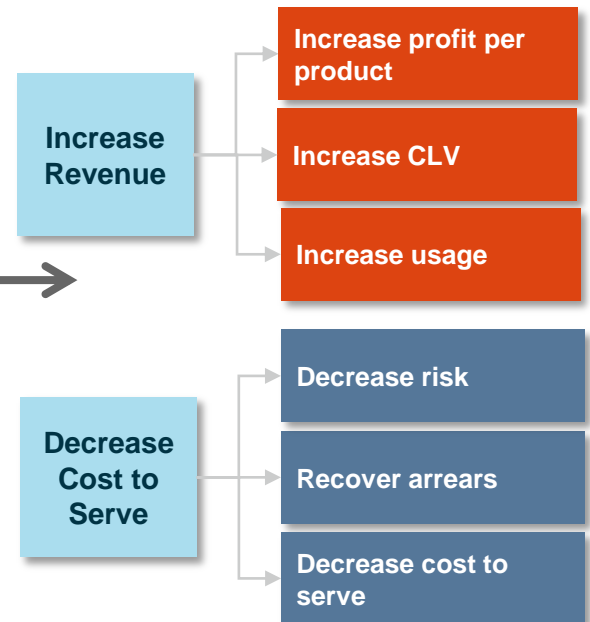 Increase
Revenue
Increase profit per
product
Increase CLV
Increase usage
Decrease
Cost to
Serve
Decrease risk
Recover arrears
Decrease cost to
serve